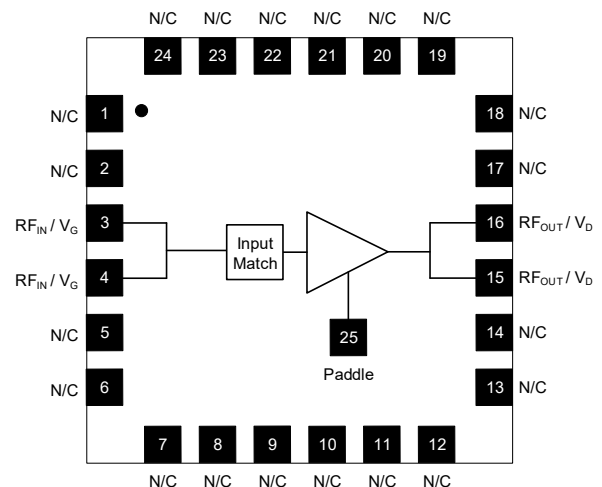 N/C N/C N/C N/C N/C N/C
24 23 22 21 20 19
N/C 1 18 N/C
N/C 2 17 N/C
RFIN / VG 3 16 RFOUT / VD
Input
Match
RFIN / VG 4 15 RFOUT / VD
N/C 5 25 14 N/C
Paddle
N/C 6 13 N/C
7 8 9 10 11 12
N/C N/C N/C N/C N/C N/C